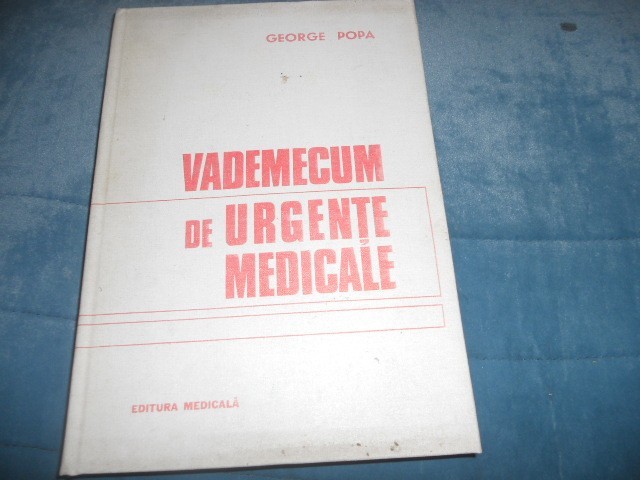 GEORGE POPA
VADEMECUM
DE URGENȚE
MEDICALE
EDITURA MEDICALĂ